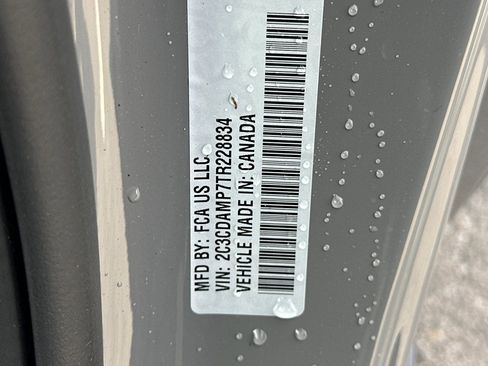 MFD BY: FCA US LLC.
VIN: 2C3CDAMP7TR228834
VEHICLE MADE IN: CANADA